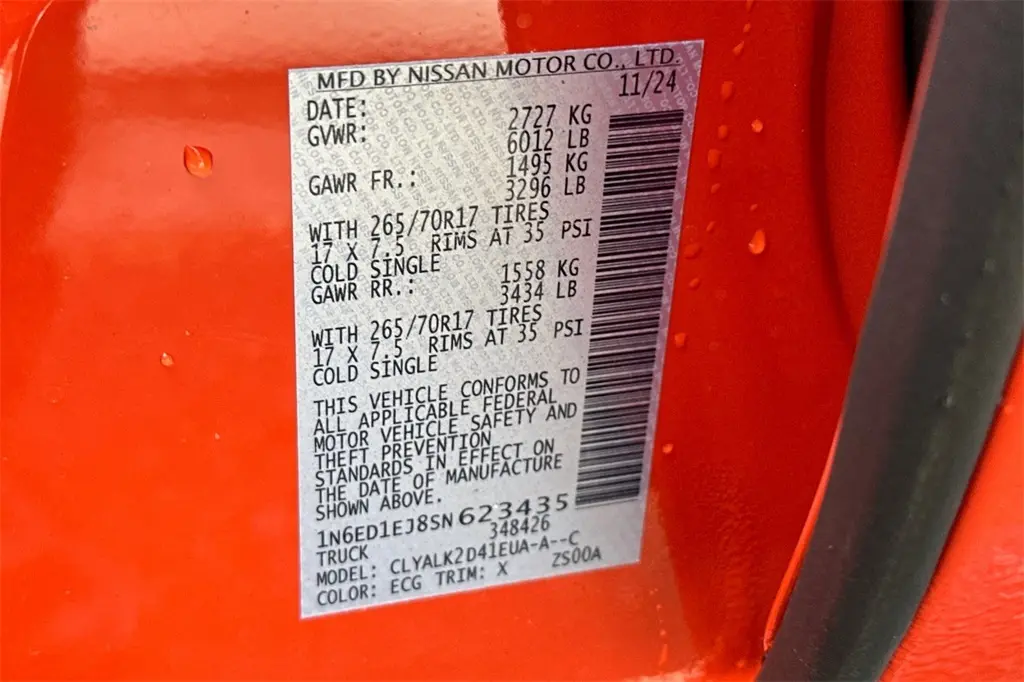 MFD BY NISSAN MOTOR CO., LTD.
DATE: 11/24
GVWR: 2727 KG
6012 LB
GAWR FR.: 1495 KG
3296 LB
WITH 265/70R17 TIRES
17 X 7.5 RIMS AT 35 PSI
COLD SINGLE
GAWR RR.: 1558 KG
3434 LB
WITH 265/70R17 TIRES
17 X 7.5 RIMS AT 35 PSI
COLD SINGLE
THIS VEHICLE CONFORMS TO
ALL APPLICABLE FEDERAL
MOTOR VEHICLE SAFETY AND
THEFT PREVENTION
STANDARDS IN EFFECT ON
THE DATE OF MANUFACTURE
SHOWN ABOVE.
1N6ED1EJ8SN623435
TRUCK 348426
MODEL: CLYALK2D41EUA-A--C
COLOR: ECG TRIM: X ZS00A